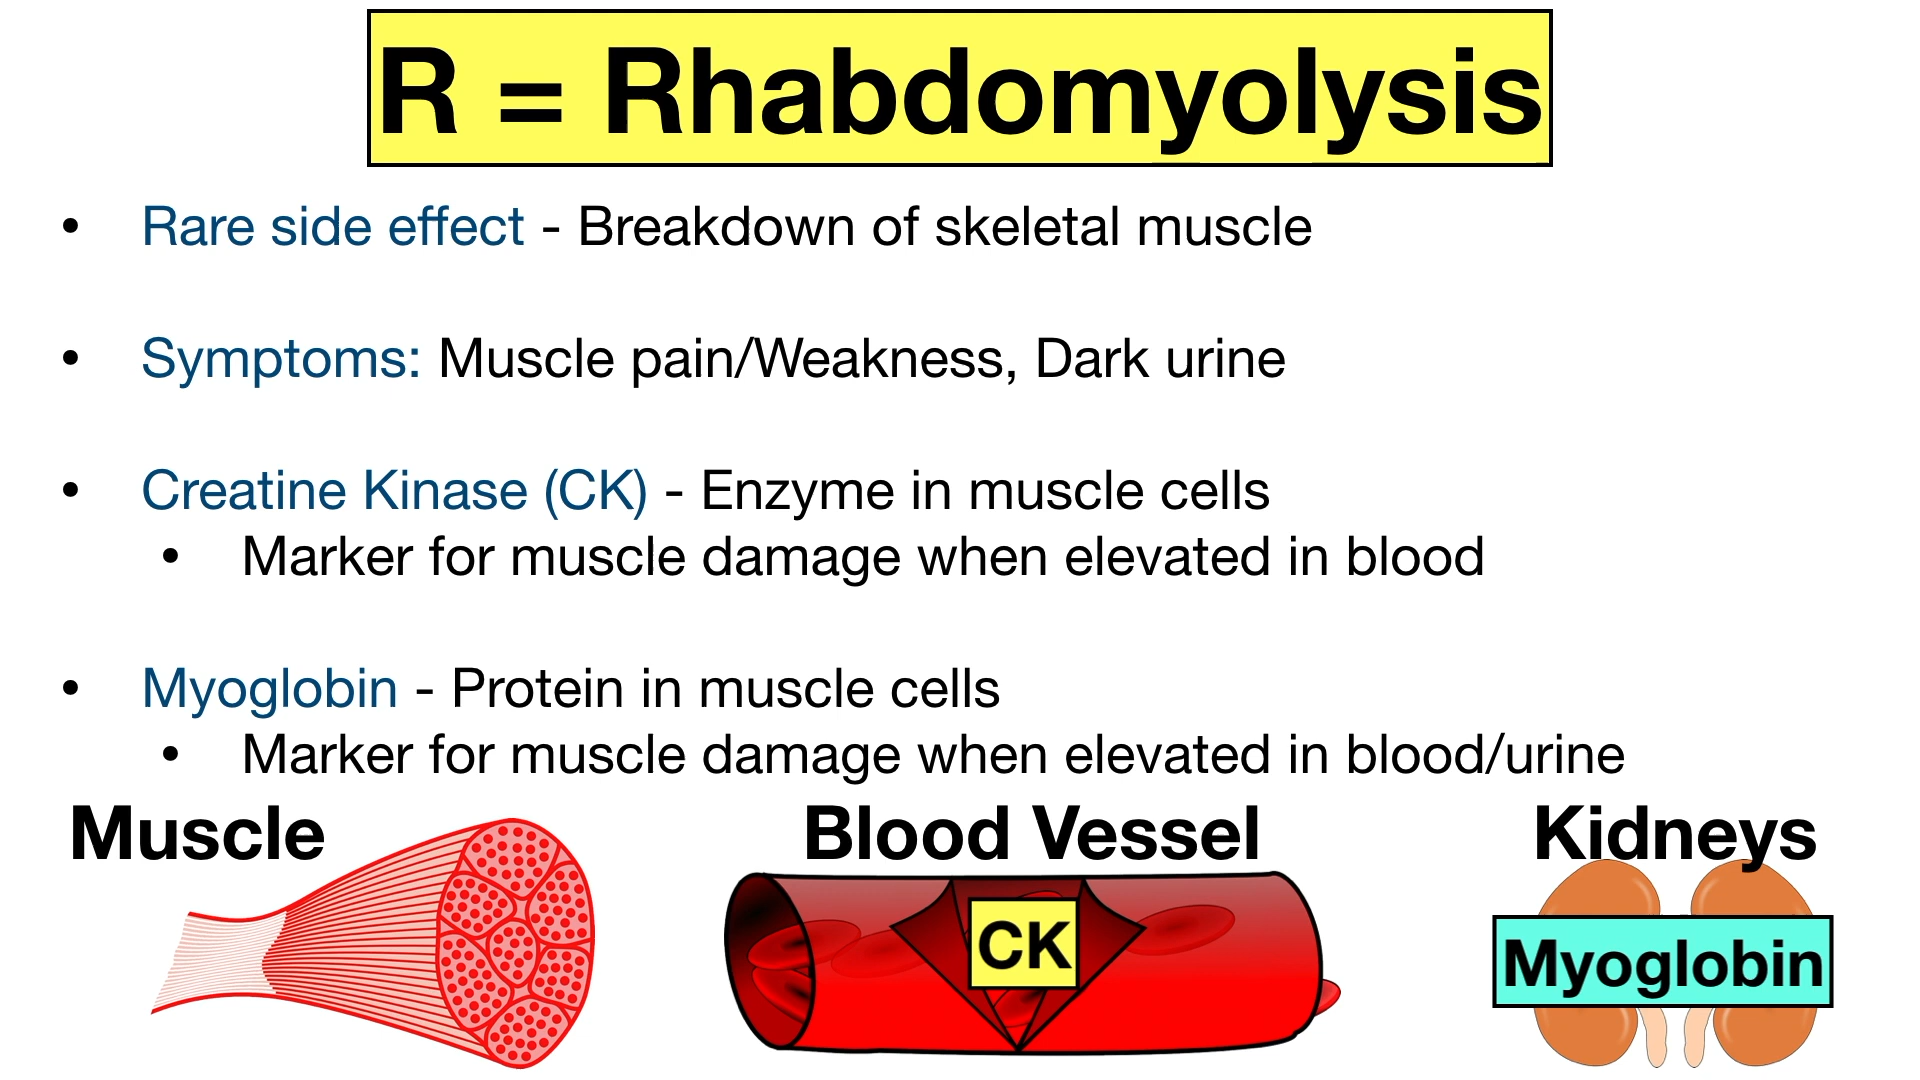 R = Rhabdomyolysis
• Rare side effect - Breakdown of skeletal muscle
• Symptoms: Muscle pain/Weakness, Dark urine
• Creatine Kinase (CK) - Enzyme in muscle cells
• Marker for muscle damage when elevated in blood
• Myoglobin - Protein in muscle cells
• Marker for muscle damage when elevated in blood/urine
Muscle
Blood Vessel
Kidneys
CK
Myoglobin